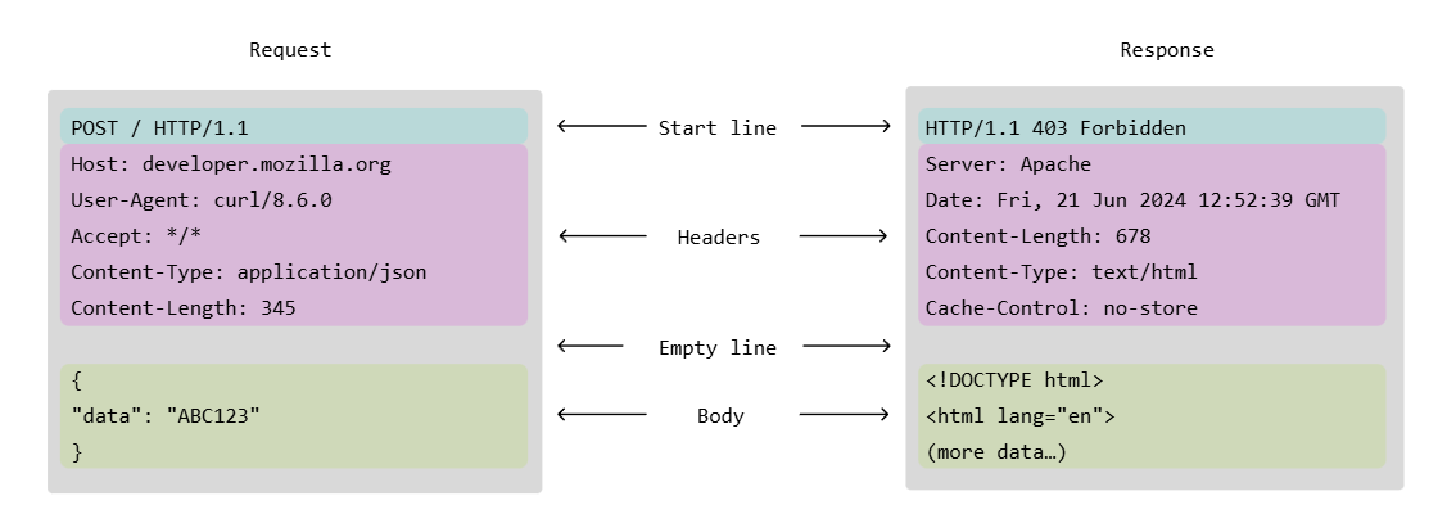 Request
POST / HTTP/1.1
Host: developer.mozilla.org
User-Agent: curl/8.6.0
Accept: */*
Content-Type: application/json
Content-Length: 345
{
"data": "ABC123"
}
Start line
Headers
Empty line
Body
Response
HTTP/1.1 403 Forbidden
Server: Apache
Date: Fri, 21 Jun 2024 12:52:39 GMT
Content-Length: 678
Content-Type: text/html
Cache-Control: no-store
<!DOCTYPE html>
<html lang="en">
(more data…)